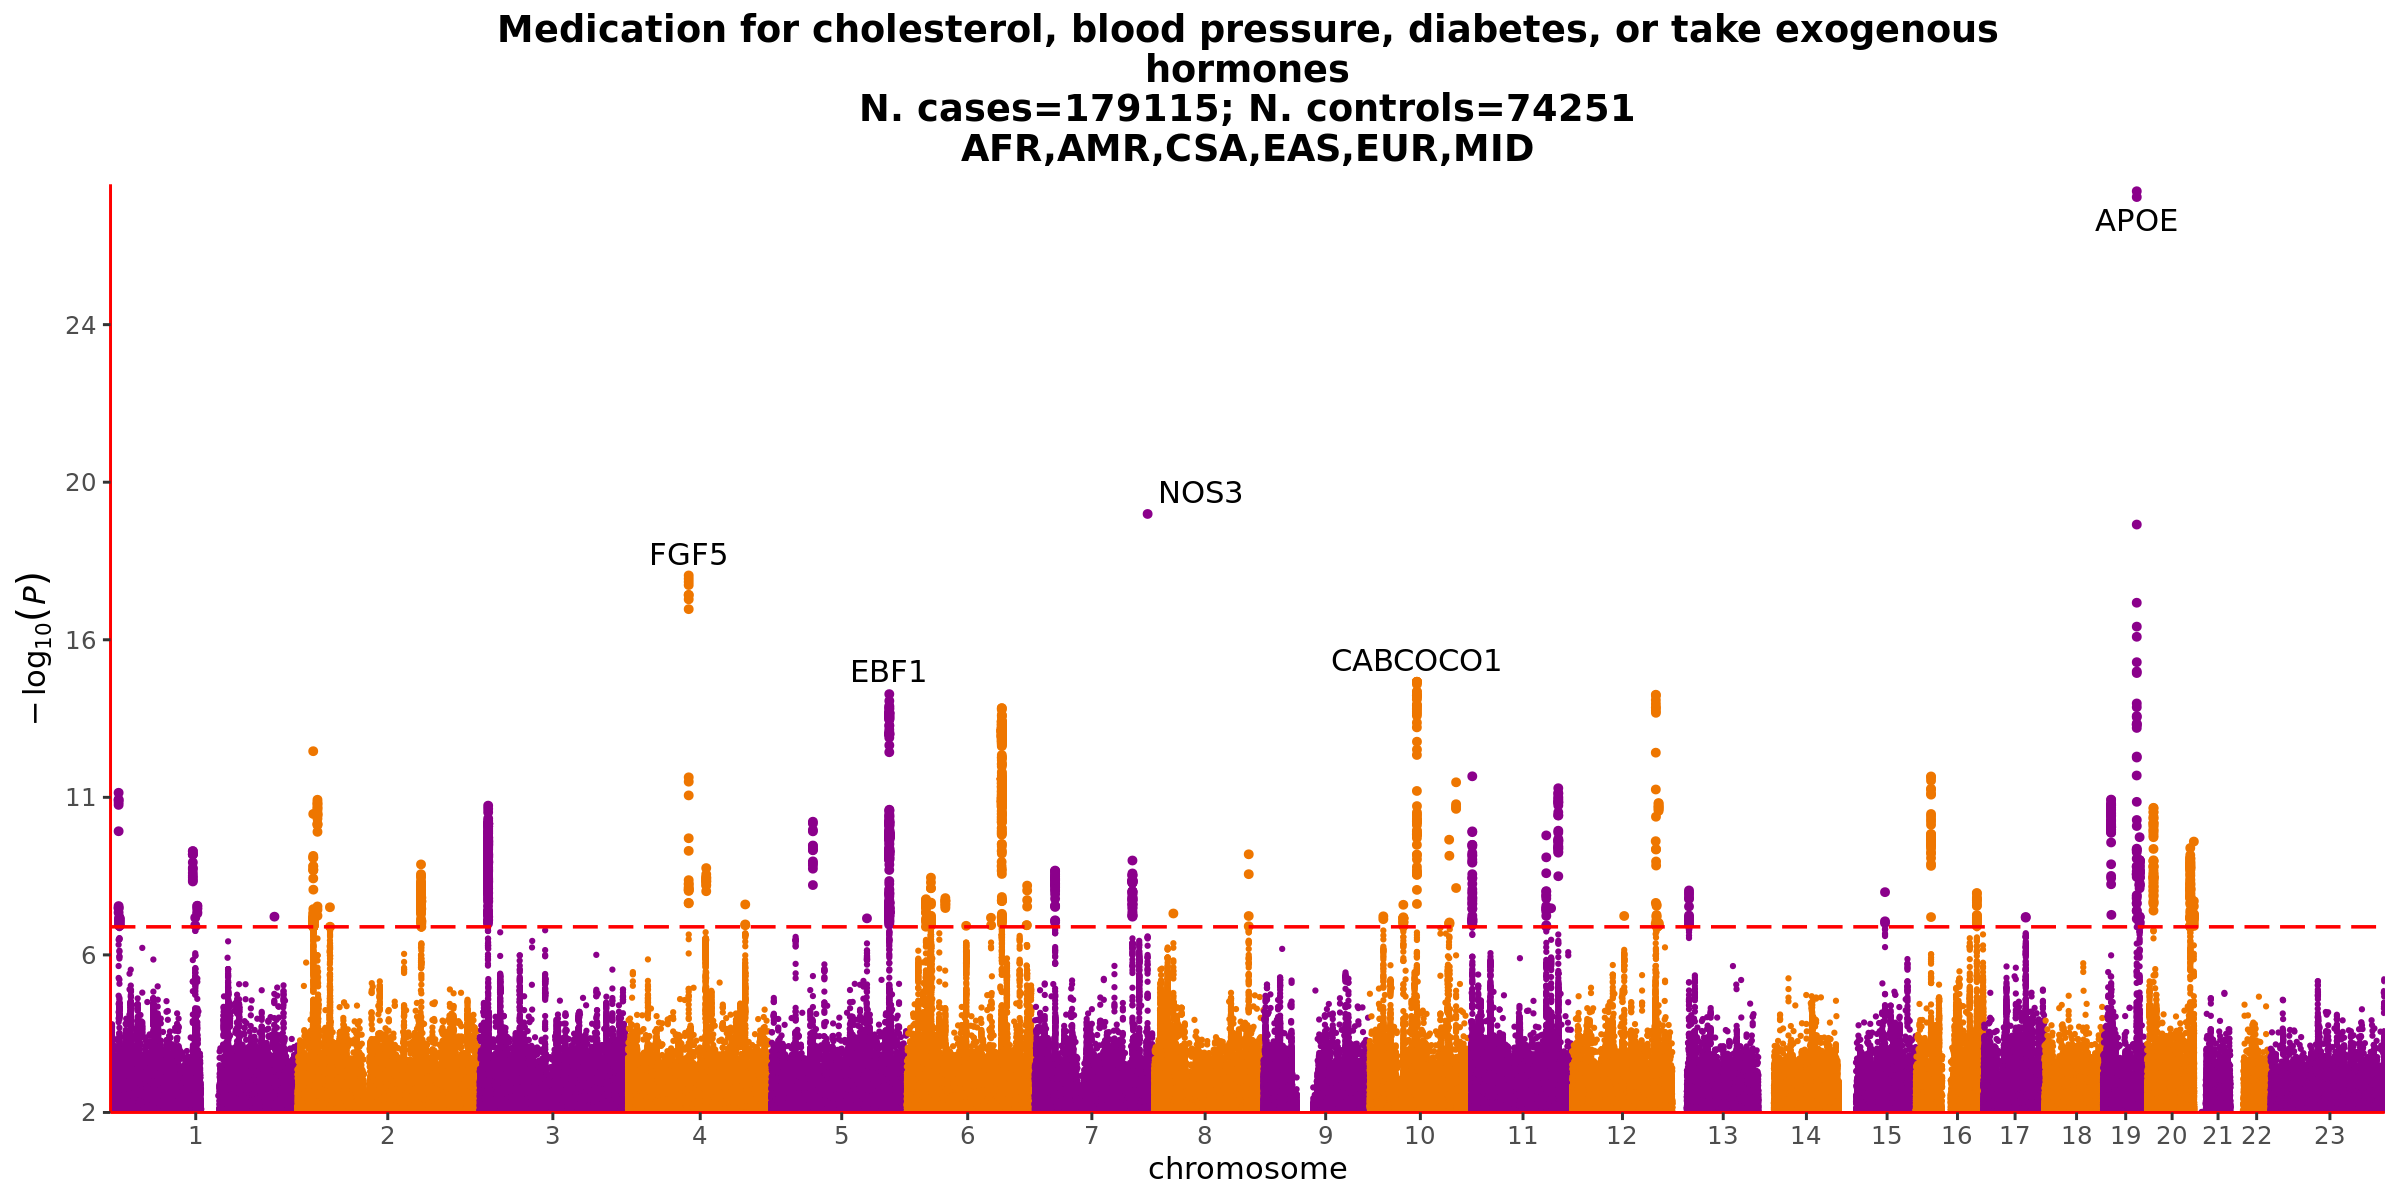 Medication for cholesterol, blood pressure, diabetes, or take exogenous
hormones
N. cases=179115; N. controls=74251
AFR,AMR,CSA,EAS,EUR,MID
APOE
24
NOS3
20
FGF5
− log10(P)
16
CABCOCO1
EBF1
11
6
2
1 2 3 4 5 6 7 8 9 10 11 12 13 14 15 16 17 18 19 20 21 22 23
chromosome